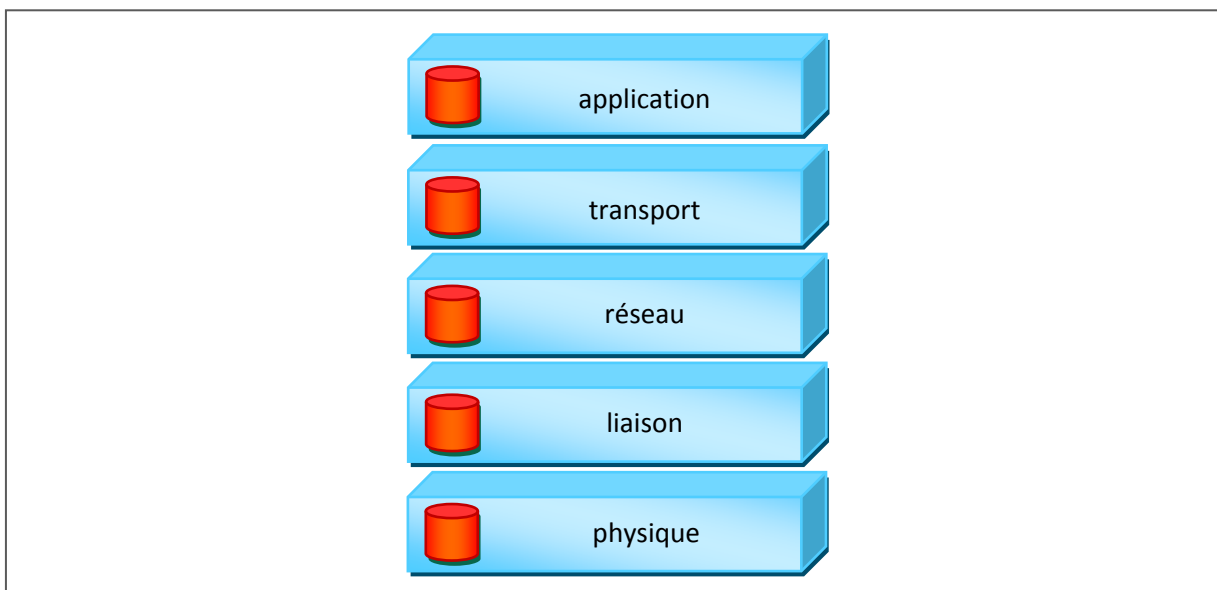 application
transport
réseau
liaison
physique